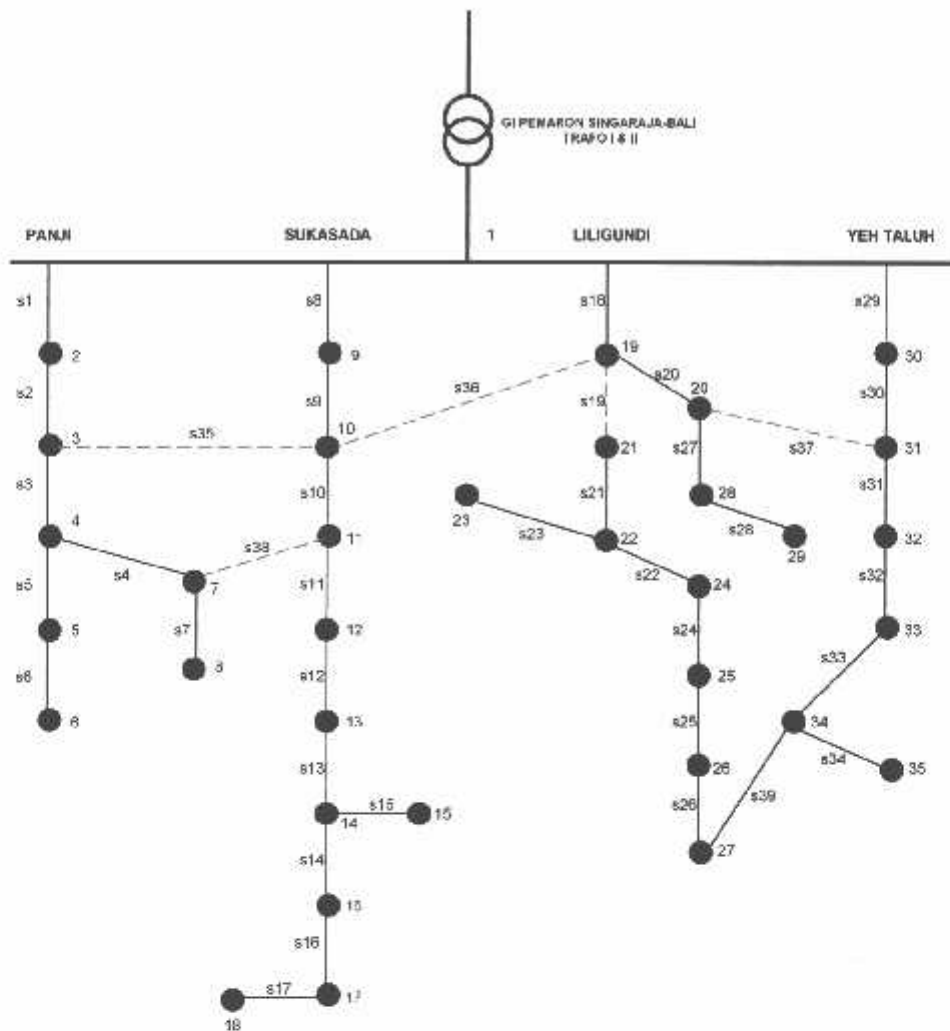 GI PEMARON SINGARAJA-BALI
TRAFO I & II
PANJI SUKASADA 1 LILIGUNDI YEH TALUH
s1 s8 s18 s29
2 9 19 30
s2 s9 s36 s20 20 s30
s19
3 s35 10 s27 s37 31
21
s3 s10 s21 28 s31
4 11 23 s23 22 s28 29 32
s38
s4 s22
s5 7 s11 24 s32
5 s7 12 s24 33
8 s33
s6 s12 25
6 13 s25 34
s13 26 s34 35
s15 s39
14 15 s26
s14 27
s16
s17 17
18